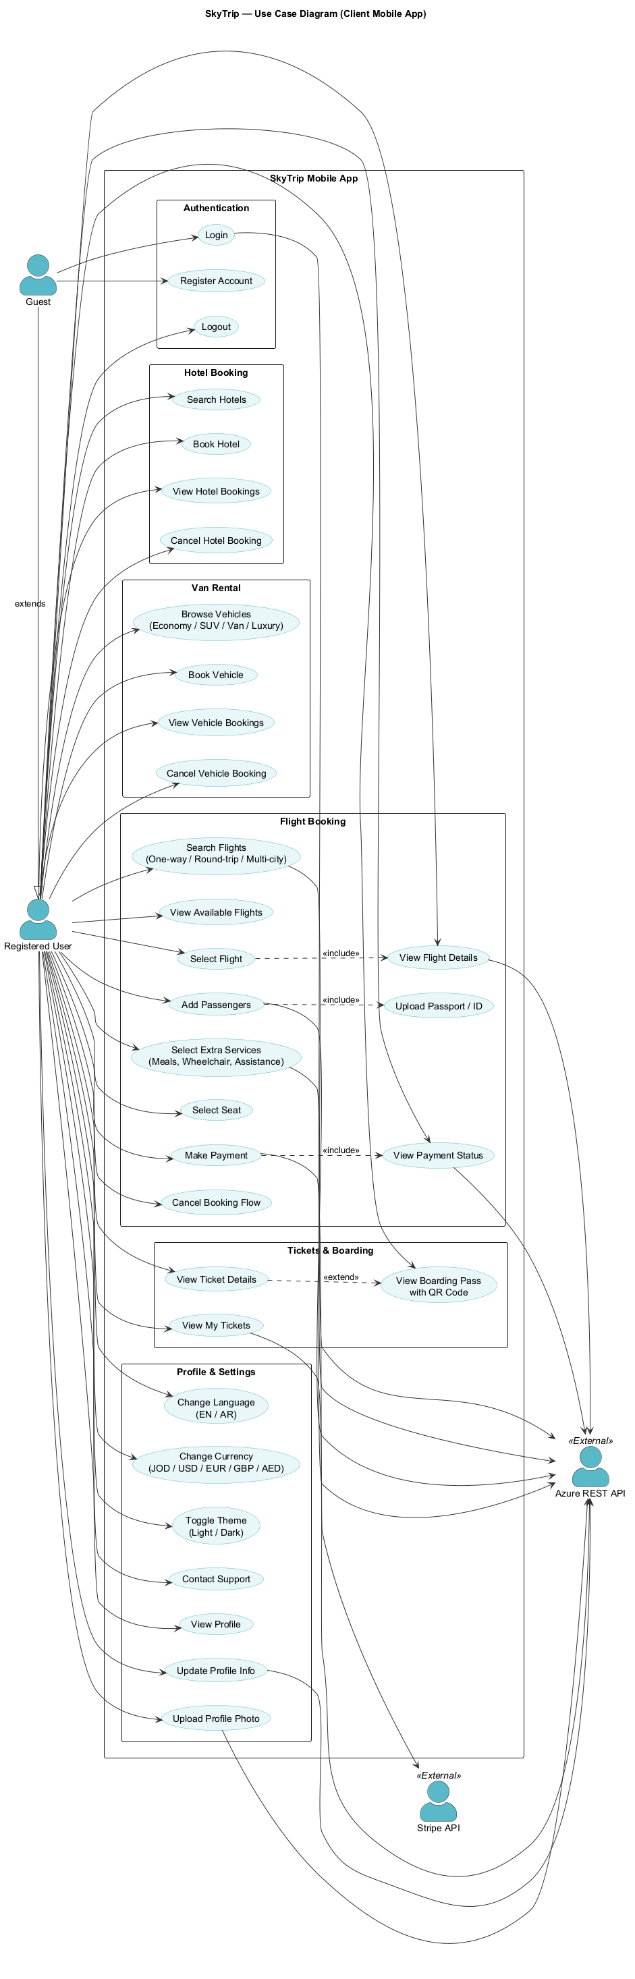 SkyTrip — Use Case Diagram (Client Mobile App)
SkyTrip Mobile App
Authentication
Login
Register Account
Logout
Guest
Hotel Booking
Search Hotels
Book Hotel
View Hotel Bookings
Cancel Hotel Booking
extends
Van Rental
Browse Vehicles
(Economy / SUV / Van / Luxury)
Book Vehicle
View Vehicle Bookings
Cancel Vehicle Booking
Registered User
Flight Booking
Search Flights
(One-way / Round-trip / Multi-city)
View Available Flights
Select Flight
«include»
View Flight Details
Add Passengers
«include»
Upload Passport / ID
Select Extra Services
(Meals, Wheelchair, Assistance)
Select Seat
Make Payment
«include»
View Payment Status
Cancel Booking Flow
Tickets & Boarding
View Ticket Details
«extend»
View Boarding Pass
with QR Code
View My Tickets
Profile & Settings
Change Language
(EN / AR)
Change Currency
(JOD / USD / EUR / GBP / AED)
Toggle Theme
(Light / Dark)
Contact Support
View Profile
Update Profile Info
Upload Profile Photo
«External»
Azure REST API
«External»
Stripe API